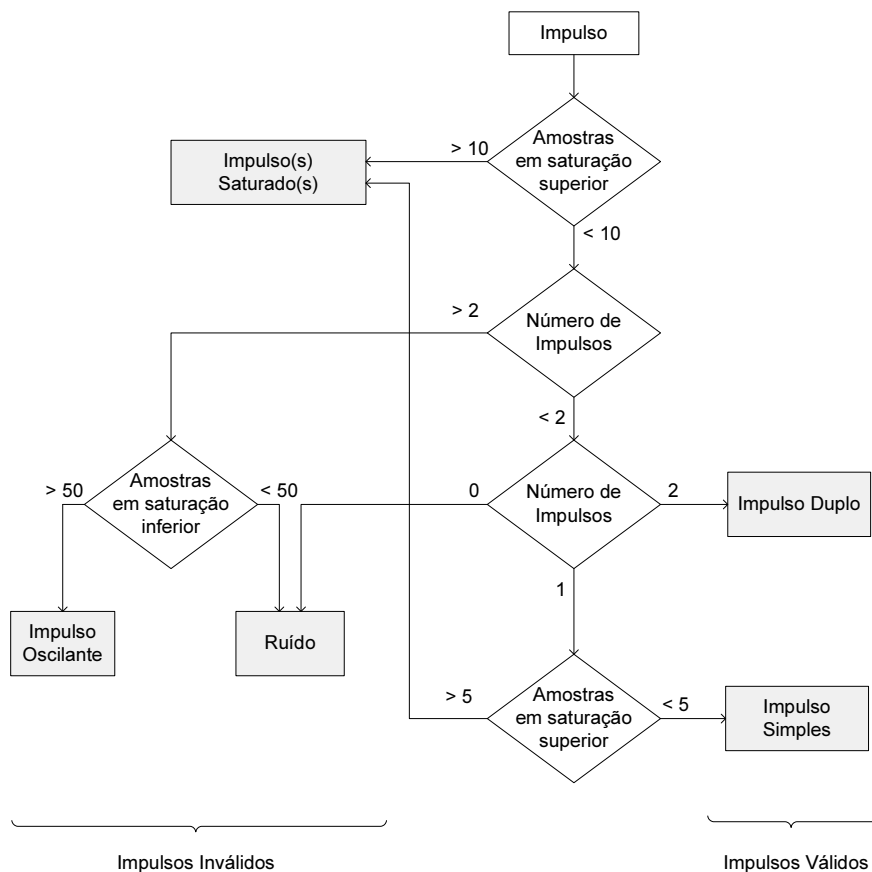 Impulso
Amostras
em saturação
superior
> 10
Impulso(s)
Saturado(s)
< 10
Número de
Impulsos
> 2
< 2
Amostras
em saturação
inferior
> 50
< 50
Número de
Impulsos
0
2
Impulso Duplo
1
Impulso
Oscilante
Ruído
Amostras
em saturação
superior
> 5
< 5
Impulso
Simples
Impulsos Inválidos
Impulsos Válidos